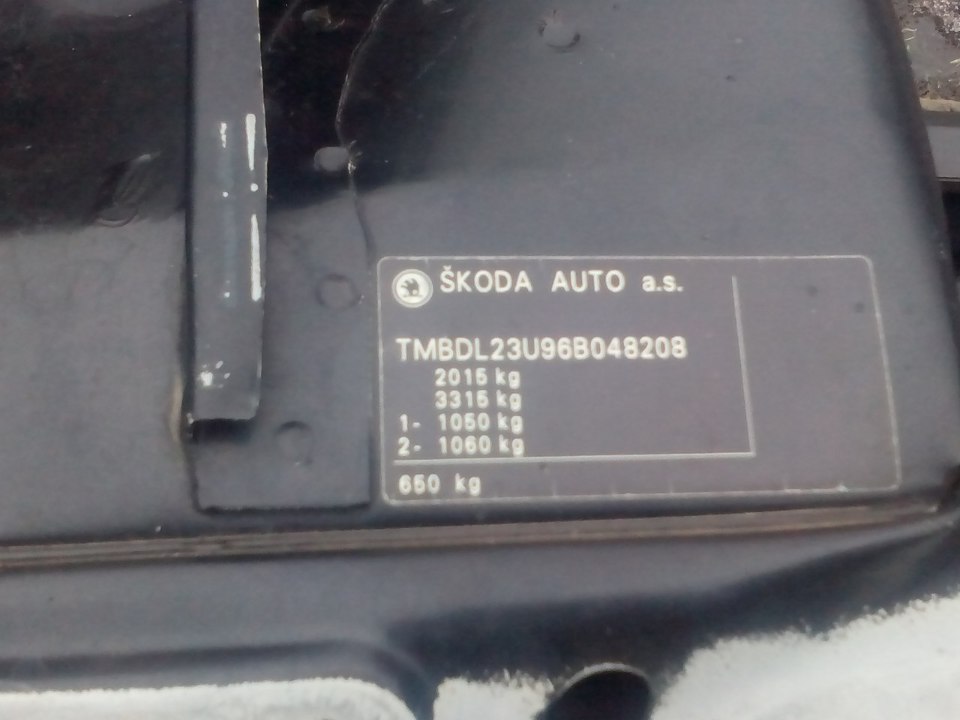 ŠKODA AUTO a.s.
TMBDL23U96B048208
2015 kg
3315 kg
1- 1050 kg
2- 1060 kg
650 kg